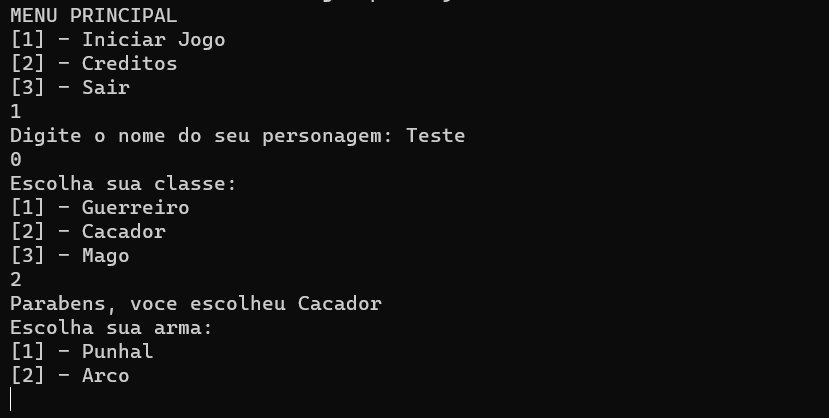 MENU PRINCIPAL
[1] - Iniciar Jogo
[2] - Creditos
[3] - Sair
1
Digite o nome do seu personagem: Teste
0
Escolha sua classe:
[1] - Guerreiro
[2] - Cacador
[3] - Mago
2
Parabens, voce escolheu Cacador
Escolha sua arma:
[1] - Punhal
[2] - Arco